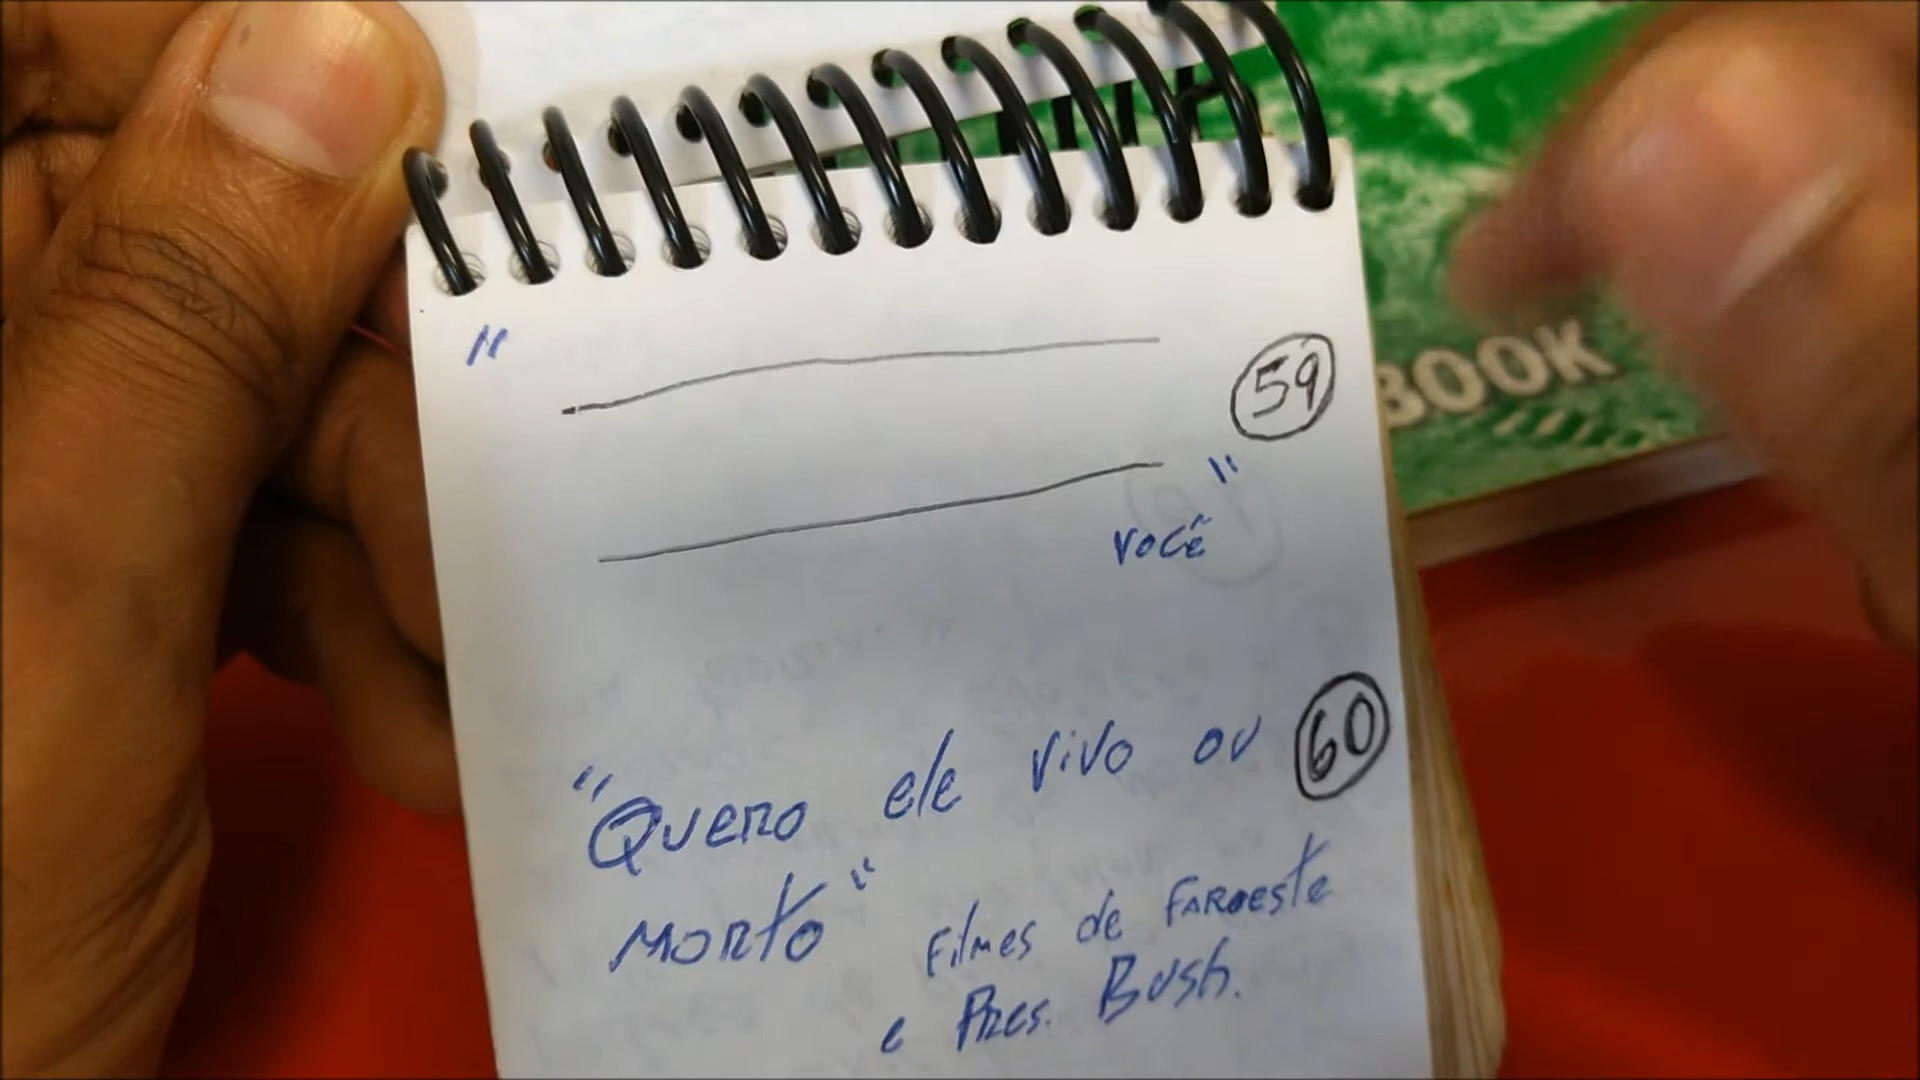 "
59
"
você
"Quero ele vivo ou
60
morto" Filmes de Faroeste
e Pres. Bush.
BOOK